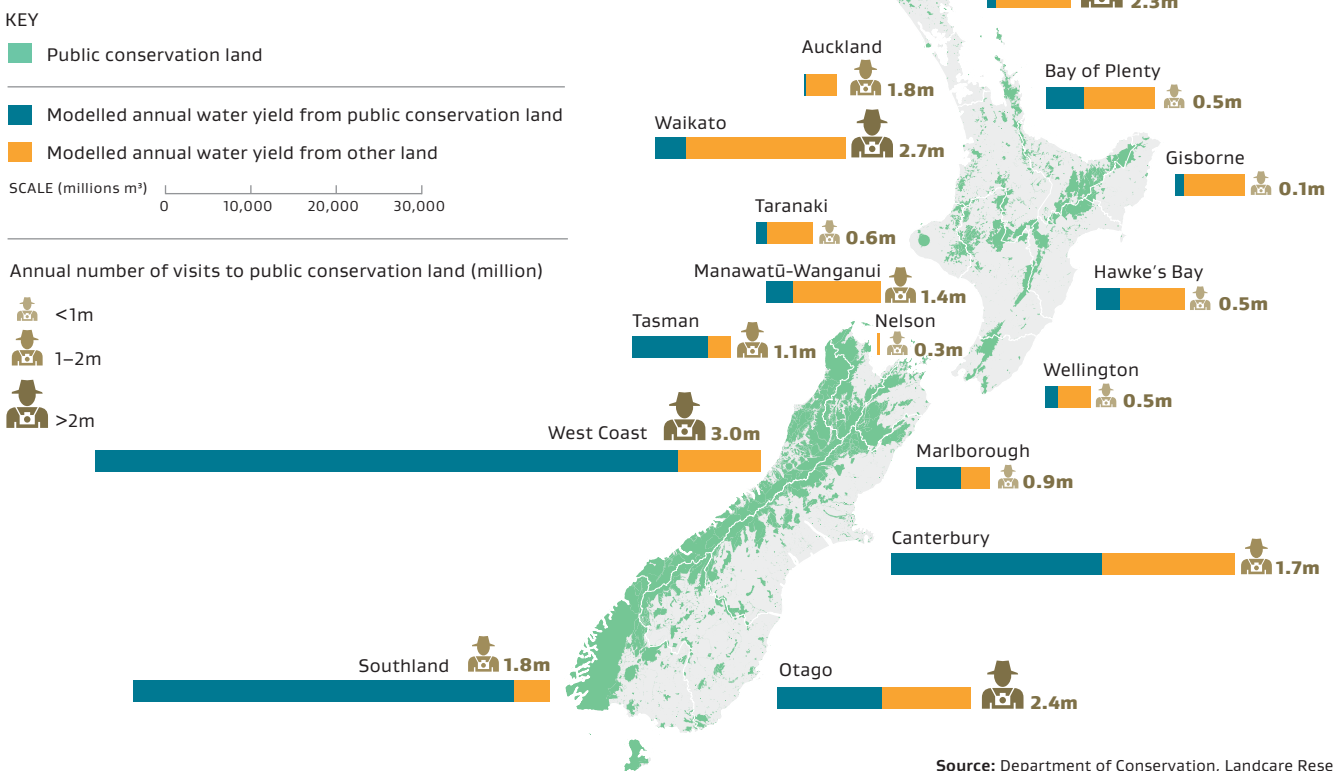 KEY
Public conservation land
Modelled annual water yield from public conservation land
Modelled annual water yield from other land
SCALE (millions m³)
0 10,000 20,000 30,000
Annual number of visits to public conservation land (million)
<1m
1–2m
>2m
2.3m
Auckland
1.8m
Bay of Plenty
0.5m
Waikato
2.7m
Gisborne
0.1m
Taranaki
0.6m
Manawatū-Wanganui
1.4m
Hawke's Bay
0.5m
Tasman
1.1m
Nelson
0.3m
Wellington
0.5m
West Coast
3.0m
Marlborough
0.9m
Canterbury
1.7m
Southland
1.8m
Otago
2.4m
Source: Department of Conservation, Landcare Rese